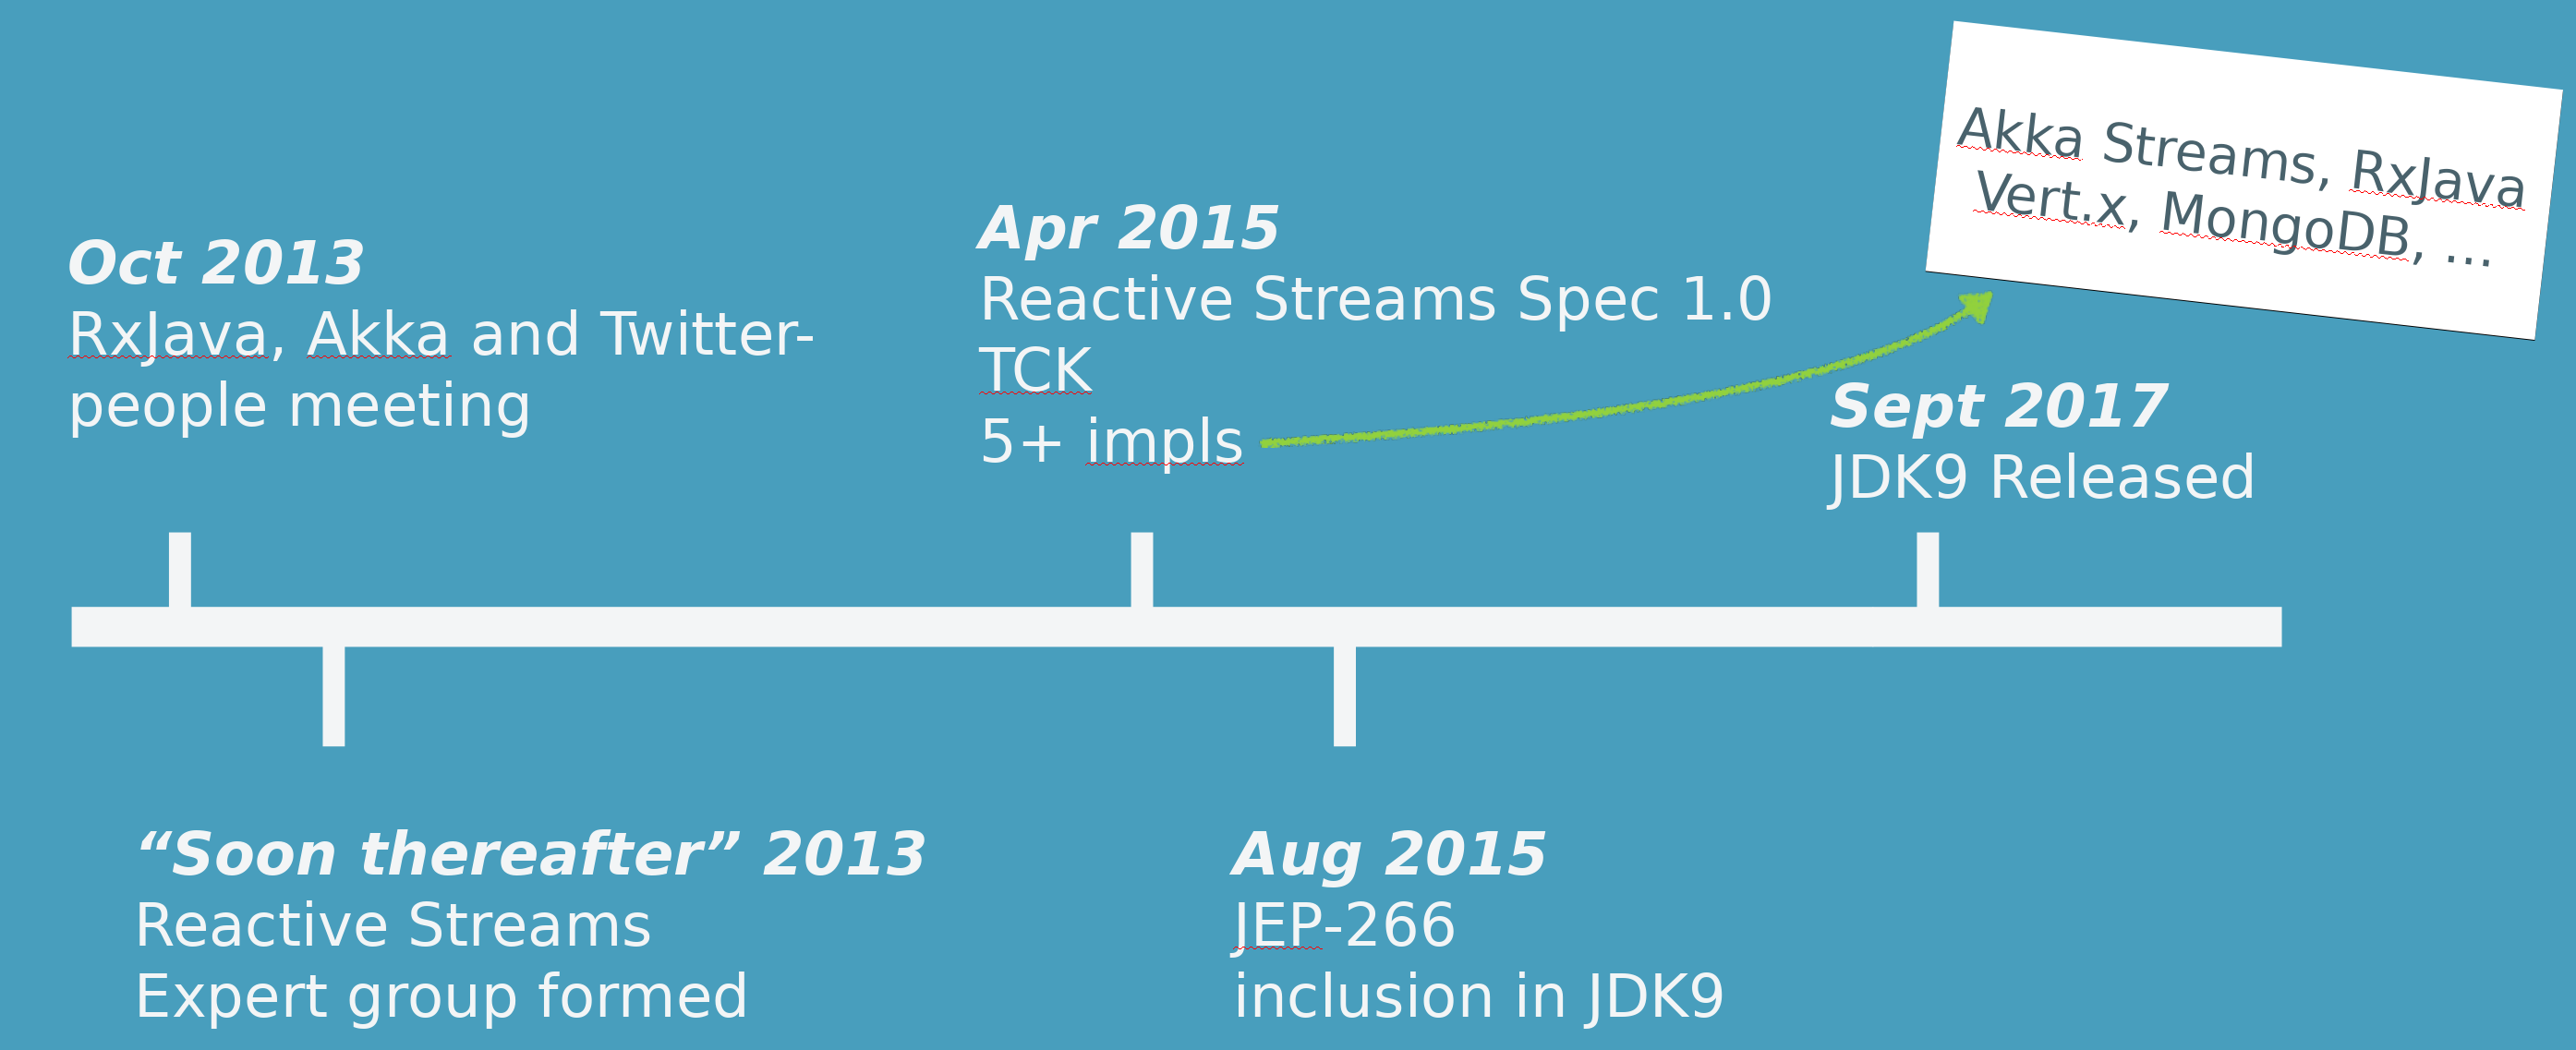 Oct 2013
RxJava, Akka and Twitter-
people meeting
Apr 2015
Reactive Streams Spec 1.0
TCK
5+ impls
Akka Streams, RxJava
Vert.x, MongoDB, …
Sept 2017
JDK9 Released
“Soon thereafter” 2013
Reactive Streams
Expert group formed
Aug 2015
JEP-266
inclusion in JDK9